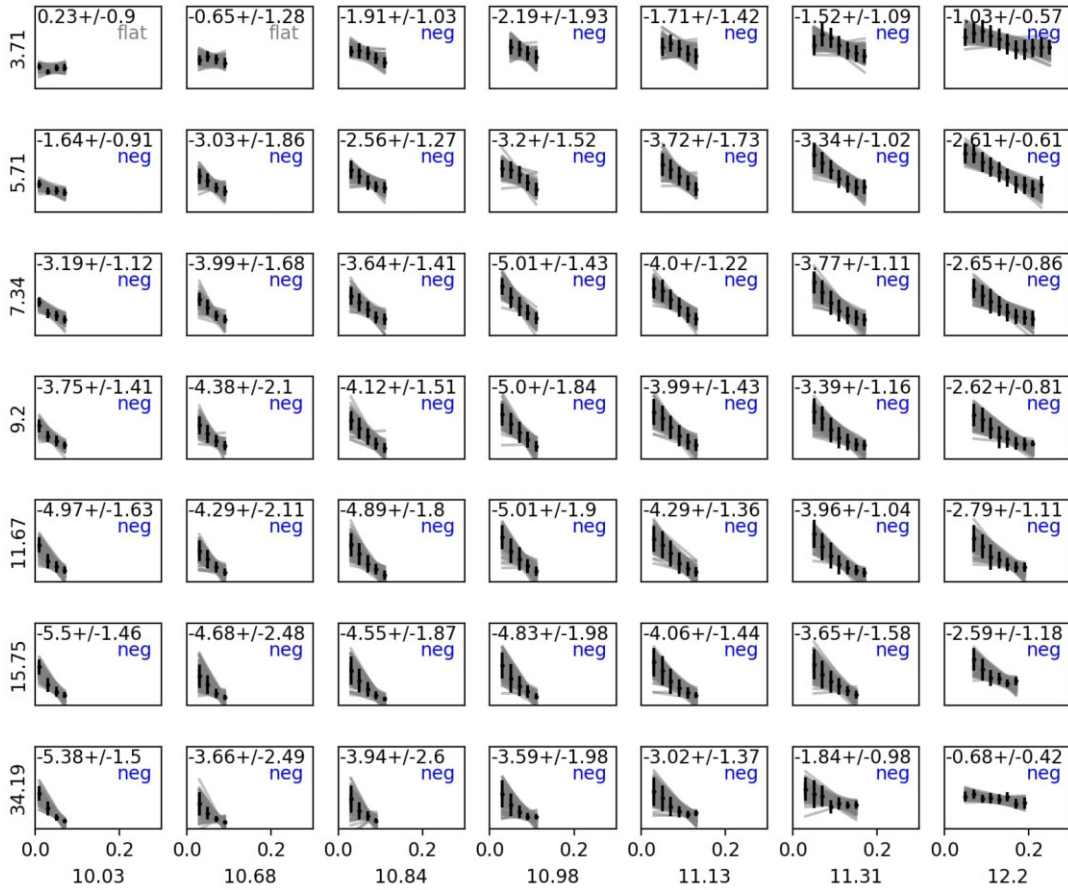 0.23+/-0.9 -0.65+/-1.28 -1.91+/-1.03 -2.19+/-1.93 -1.71+/-1.42 -1.52+/-1.09 -1.03+/-0.57
flat flat neg neg neg neg neg
3.71
-1.64+/-0.91 -3.03+/-1.86 -2.56+/-1.27 -3.2+/-1.52 -3.72+/-1.73 -3.34+/-1.02 -2.61+/-0.61
neg neg neg neg neg neg neg
5.71
-3.19+/-1.12 -3.99+/-1.68 -3.64+/-1.41 -5.01+/-1.43 -4.0+/-1.22 -3.77+/-1.11 -2.65+/-0.86
neg neg neg neg neg neg neg
7.34
-3.75+/-1.41 -4.38+/-2.1 -4.12+/-1.51 -5.0+/-1.84 -3.99+/-1.43 -3.39+/-1.16 -2.62+/-0.81
neg neg neg neg neg neg neg
9.2
-4.97+/-1.63 -4.29+/-2.11 -4.89+/-1.8 -5.01+/-1.9 -4.29+/-1.36 -3.96+/-1.04 -2.79+/-1.11
neg neg neg neg neg neg neg
11.67
-5.5+/-1.46 -4.68+/-2.48 -4.55+/-1.87 -4.83+/-1.98 -4.06+/-1.44 -3.65+/-1.58 -2.59+/-1.18
neg neg neg neg neg neg neg
15.75
-5.38+/-1.5 -3.66+/-2.49 -3.94+/-2.6 -3.59+/-1.98 -3.02+/-1.37 -1.84+/-0.98 -0.68+/-0.42
neg neg neg neg neg neg neg
34.19
0.0 0.2 0.0 0.2 0.0 0.2 0.0 0.2 0.0 0.2 0.0 0.2 0.0 0.2
10.03 10.68 10.84 10.98 11.13 11.31 12.2